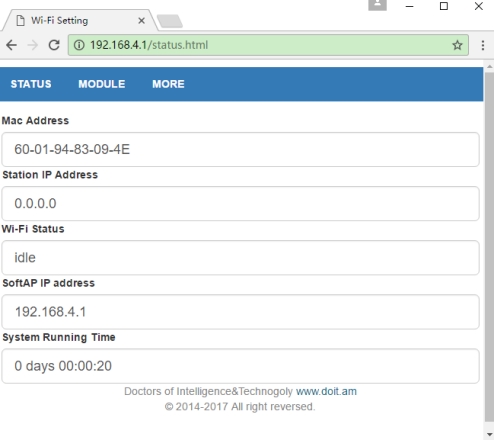 Wi-Fi Setting
192.168.4.1/status.html
STATUS MODULE MORE
Mac Address
60-01-94-83-09-4E
Station IP Address
0.0.0.0
Wi-Fi Status
idle
SoftAP IP address
192.168.4.1
System Running Time
0 days 00:00:20
Doctors of Intelligence&Technogoly www.doit.am
© 2014-2017 All right reversed.